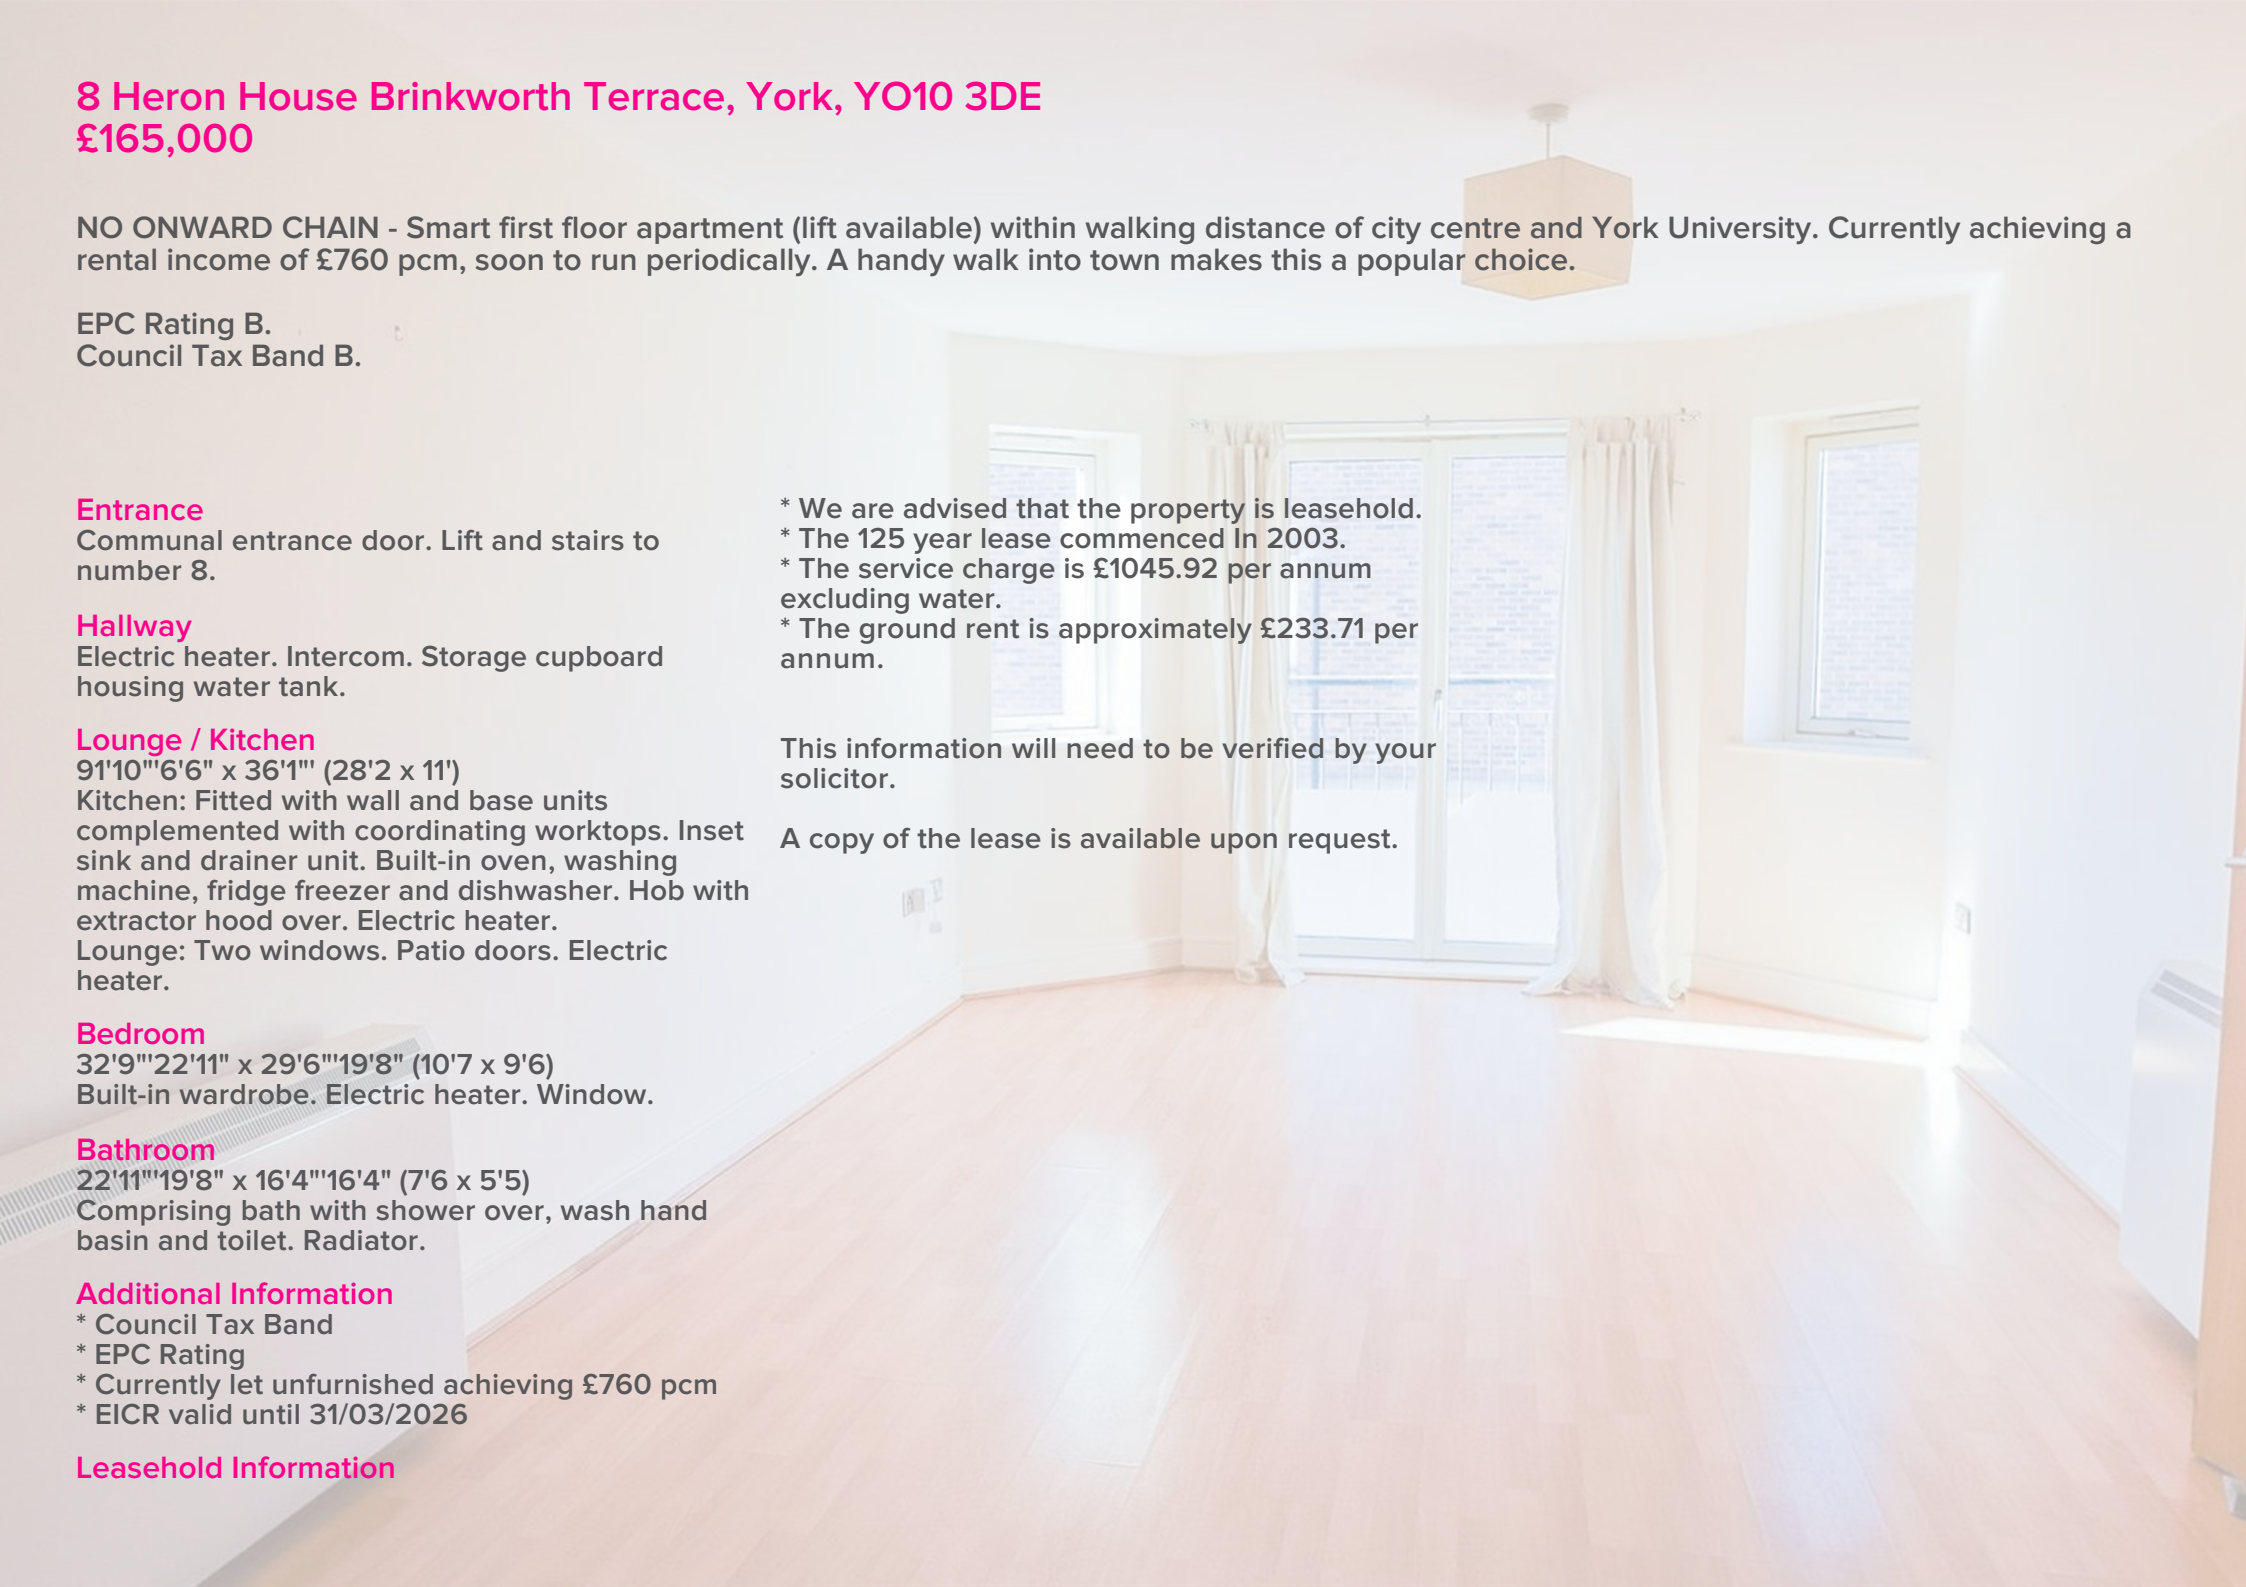 8 Heron House Brinkworth Terrace, York, YO10 3DE
£165,000
NO ONWARD CHAIN - Smart first floor apartment (lift available) within walking distance of city centre and York University. Currently achieving a
rental income of £760 pcm, soon to run periodically. A handy walk into town makes this a popular choice.
EPC Rating B.
Council Tax Band B.
Entrance
Communal entrance door. Lift and stairs to
number 8.
Hallway
Electric heater. Intercom. Storage cupboard
housing water tank.
Lounge / Kitchen
91'10"'6'6" x 36'1"' (28'2 x 11')
Kitchen: Fitted with wall and base units
complemented with coordinating worktops. Inset
sink and drainer unit. Built-in oven, washing
machine, fridge freezer and dishwasher. Hob with
extractor hood over. Electric heater.
Lounge: Two windows. Patio doors. Electric
heater.
Bedroom
32'9"'22'11" x 29'6"'19'8" (10'7 x 9'6)
Built-in wardrobe. Electric heater. Window.
Bathroom
22'11"'19'8" x 16'4"'16'4" (7'6 x 5'5)
Comprising bath with shower over, wash hand
basin and toilet. Radiator.
Additional Information
* Council Tax Band
* EPC Rating
* Currently let unfurnished achieving £760 pcm
* EICR valid until 31/03/2026
Leasehold Information
* We are advised that the property is leasehold.
* The 125 year lease commenced In 2003.
* The service charge is £1045.92 per annum
excluding water.
* The ground rent is approximately £233.71 per
annum.
This information will need to be verified by your
solicitor.
A copy of the lease is available upon request.